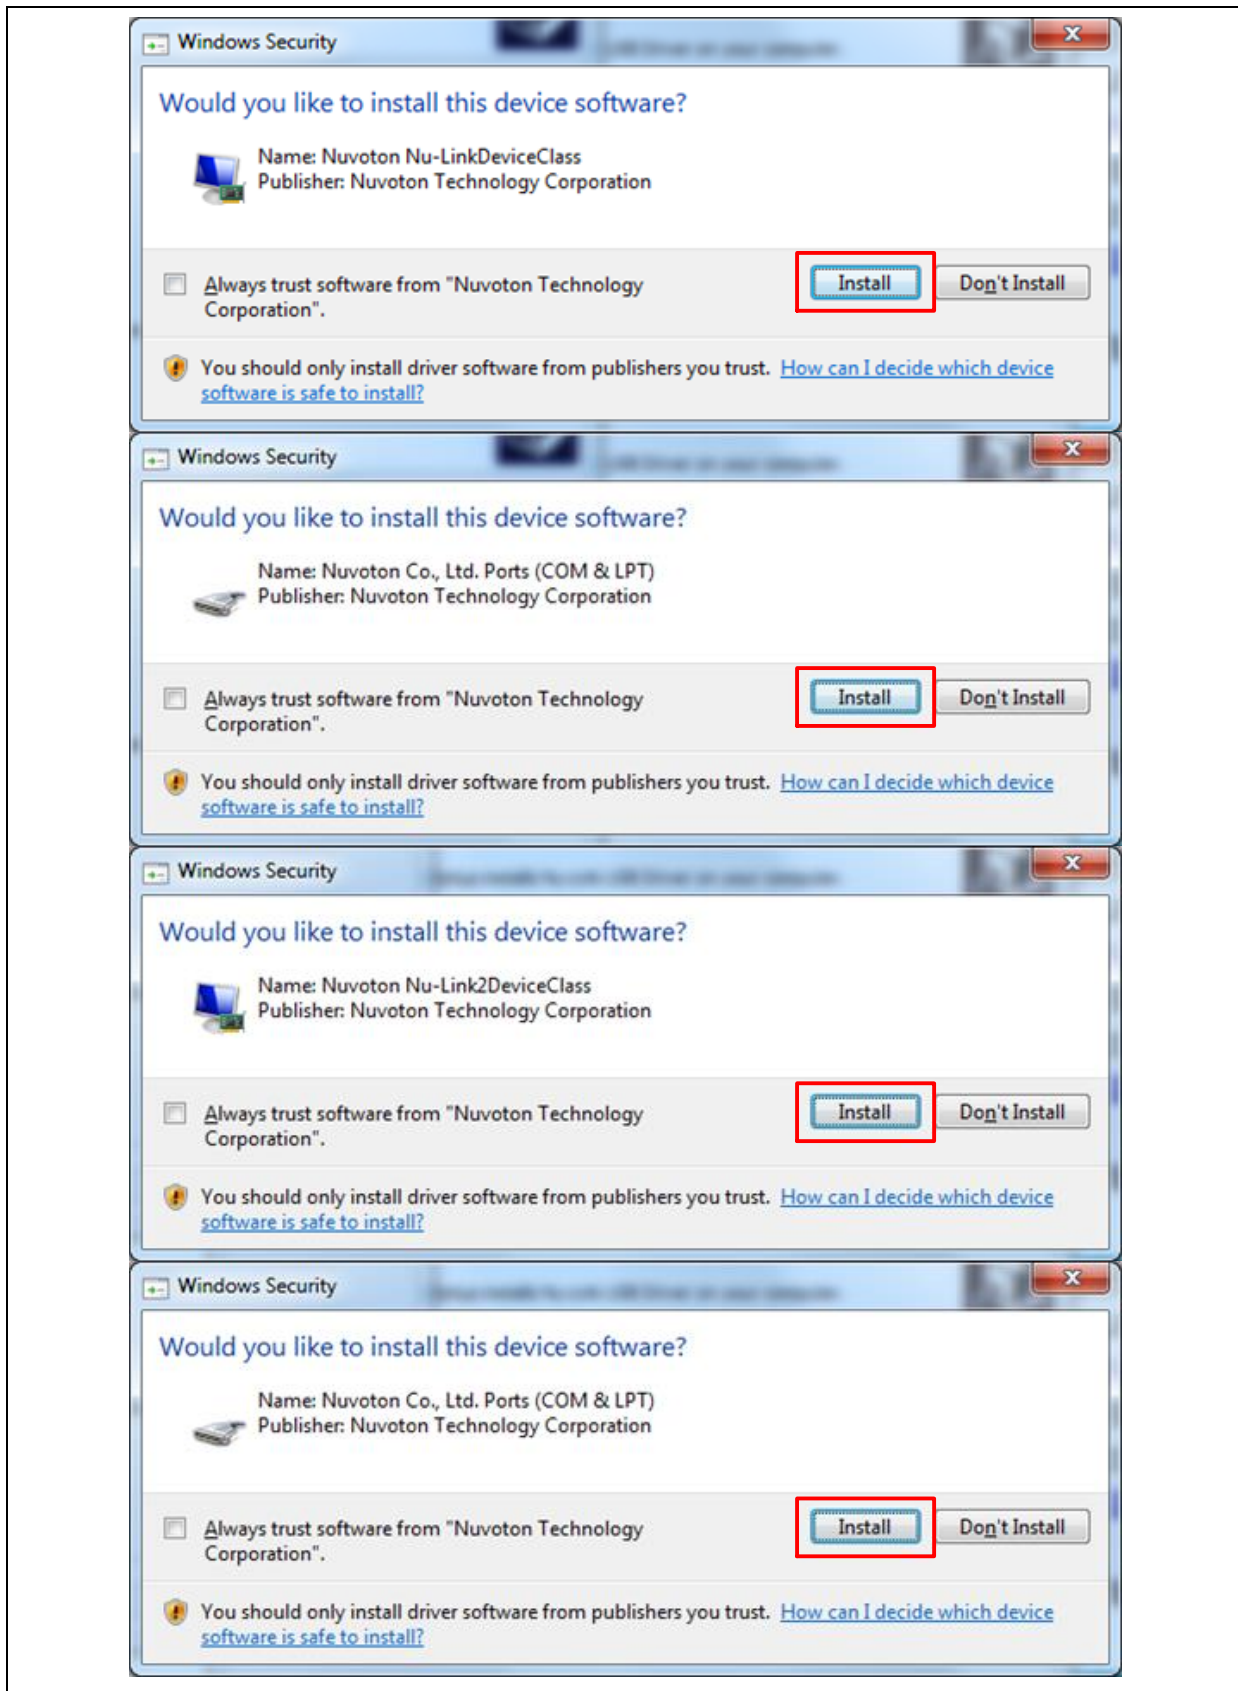 Windows Security
Would you like to install this device software?
Name: Nuvoton Nu-LinkDeviceClass
Publisher: Nuvoton Technology Corporation
Always trust software from "Nuvoton Technology
Corporation".
Install
Don't Install
You should only install driver software from publishers you trust. How can I decide which device
software is safe to install?
Windows Security
Would you like to install this device software?
Name: Nuvoton Co., Ltd. Ports (COM & LPT)
Publisher: Nuvoton Technology Corporation
Always trust software from "Nuvoton Technology
Corporation".
Install
Don't Install
You should only install driver software from publishers you trust. How can I decide which device
software is safe to install?
Windows Security
Would you like to install this device software?
Name: Nuvoton Nu-Link2DeviceClass
Publisher: Nuvoton Technology Corporation
Always trust software from "Nuvoton Technology
Corporation".
Install
Don't Install
You should only install driver software from publishers you trust. How can I decide which device
software is safe to install?
Windows Security
Would you like to install this device software?
Name: Nuvoton Co., Ltd. Ports (COM & LPT)
Publisher: Nuvoton Technology Corporation
Always trust software from "Nuvoton Technology
Corporation".
Install
Don't Install
You should only install driver software from publishers you trust. How can I decide which device
software is safe to install?